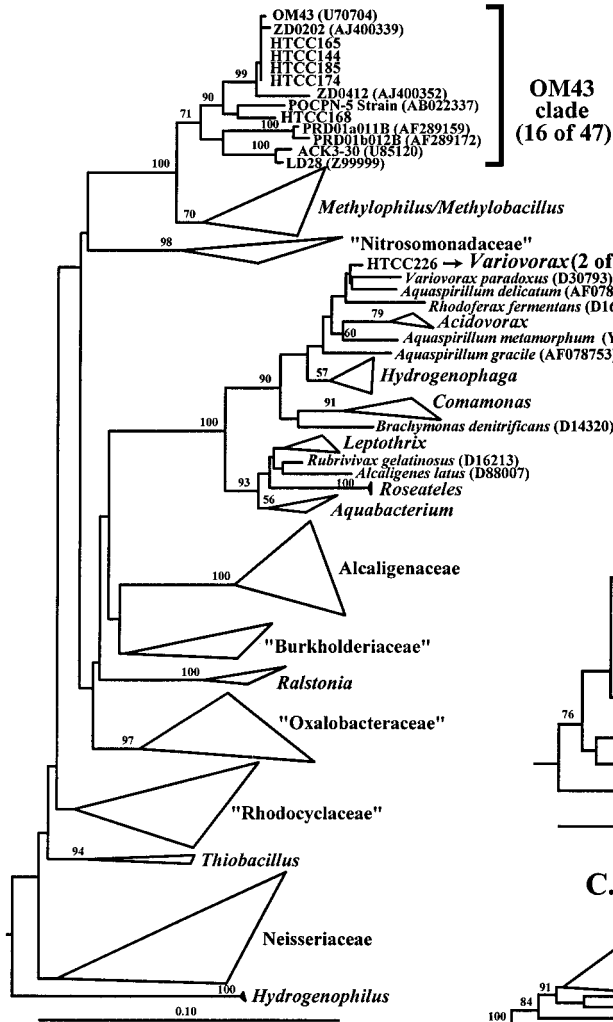 OM43 (U70704)
ZD0202 (AJ400339)
HTCC165
HTCC144
HTCC185
HTCC174
99
ZD0412 (AJ400352)
90
POCPN-5 Strain (AB022337)
71
HTCC168
100
PRD01a011B (AF289159)
PRD01b012B (AF289172)
100
ACK3-30 (U85120)
LD28 (Z99999)
OM43
clade
(16 of 47)
100
70
Methylophilus/Methylobacillus
98
"Nitrosomonadaceae"
HTCC226 → Variovorax (2 of
Variovorax paradoxus (D30793)
Aquaspirillum delicatum (AF078
Rhodoferax fermentans (D16
79
Acidovorax
60
Aquaspirillum metamorphum (Y
Aquaspirillum gracile (AF078753)
57
Hydrogenophaga
90
91
Comamonas
Brachymonas denitrificans (D14320)
100
Leptothrix
Rubrivivax gelatinosus (D16213)
Alcaligenes latus (D88007)
93
100
Roseateles
56
Aquabacterium
100
Alcaligenaceae
"Burkholderiaceae"
100
Ralstonia
"Oxalobacteraceae"
97
"Rhodocyclaceae"
94
Thiobacillus
Neisseriaceae
100
Hydrogenophilus
0.10
76
C.
91
84
100